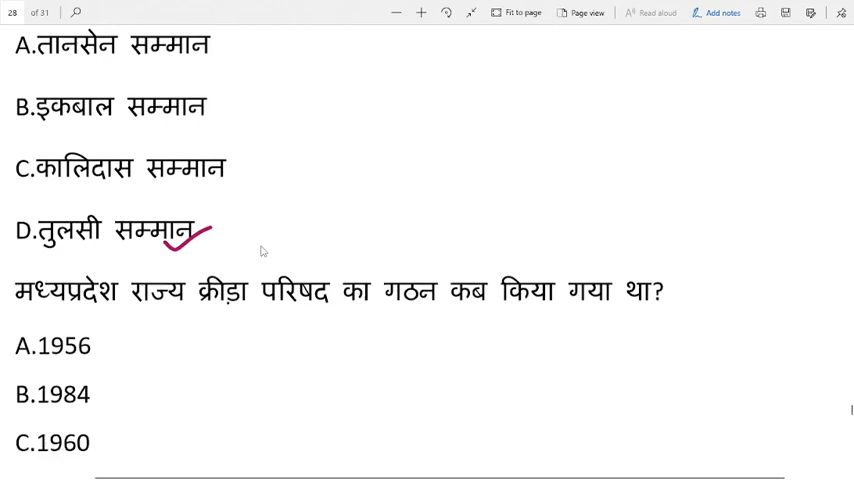 28 of 31 Fit to page Page view Read aloud Add notes
A.तानसेन सम्मान
B.इकबाल सम्मान
C.कालिदास सम्मान
D.तुलसी सम्मान
मध्यप्रदेश राज्य क्रीड़ा परिषद का गठन कब किया गया था?
A.1956
B.1984
C.1960